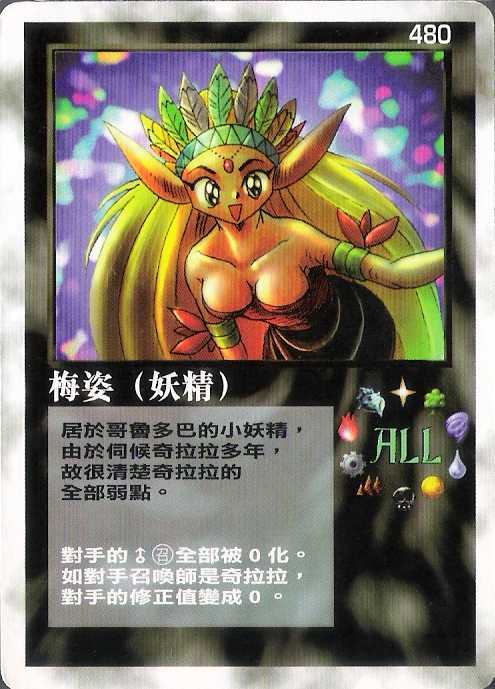 480
梅姿（妖精）
ALL
居於哥魯多巴的小妖精，
由於伺候奇拉拉多年，
故很清楚奇拉拉的
全部弱點。
對手的⇕㊁全部被０化。
如對手召喚師是奇拉拉，
對手的修正值變成０。